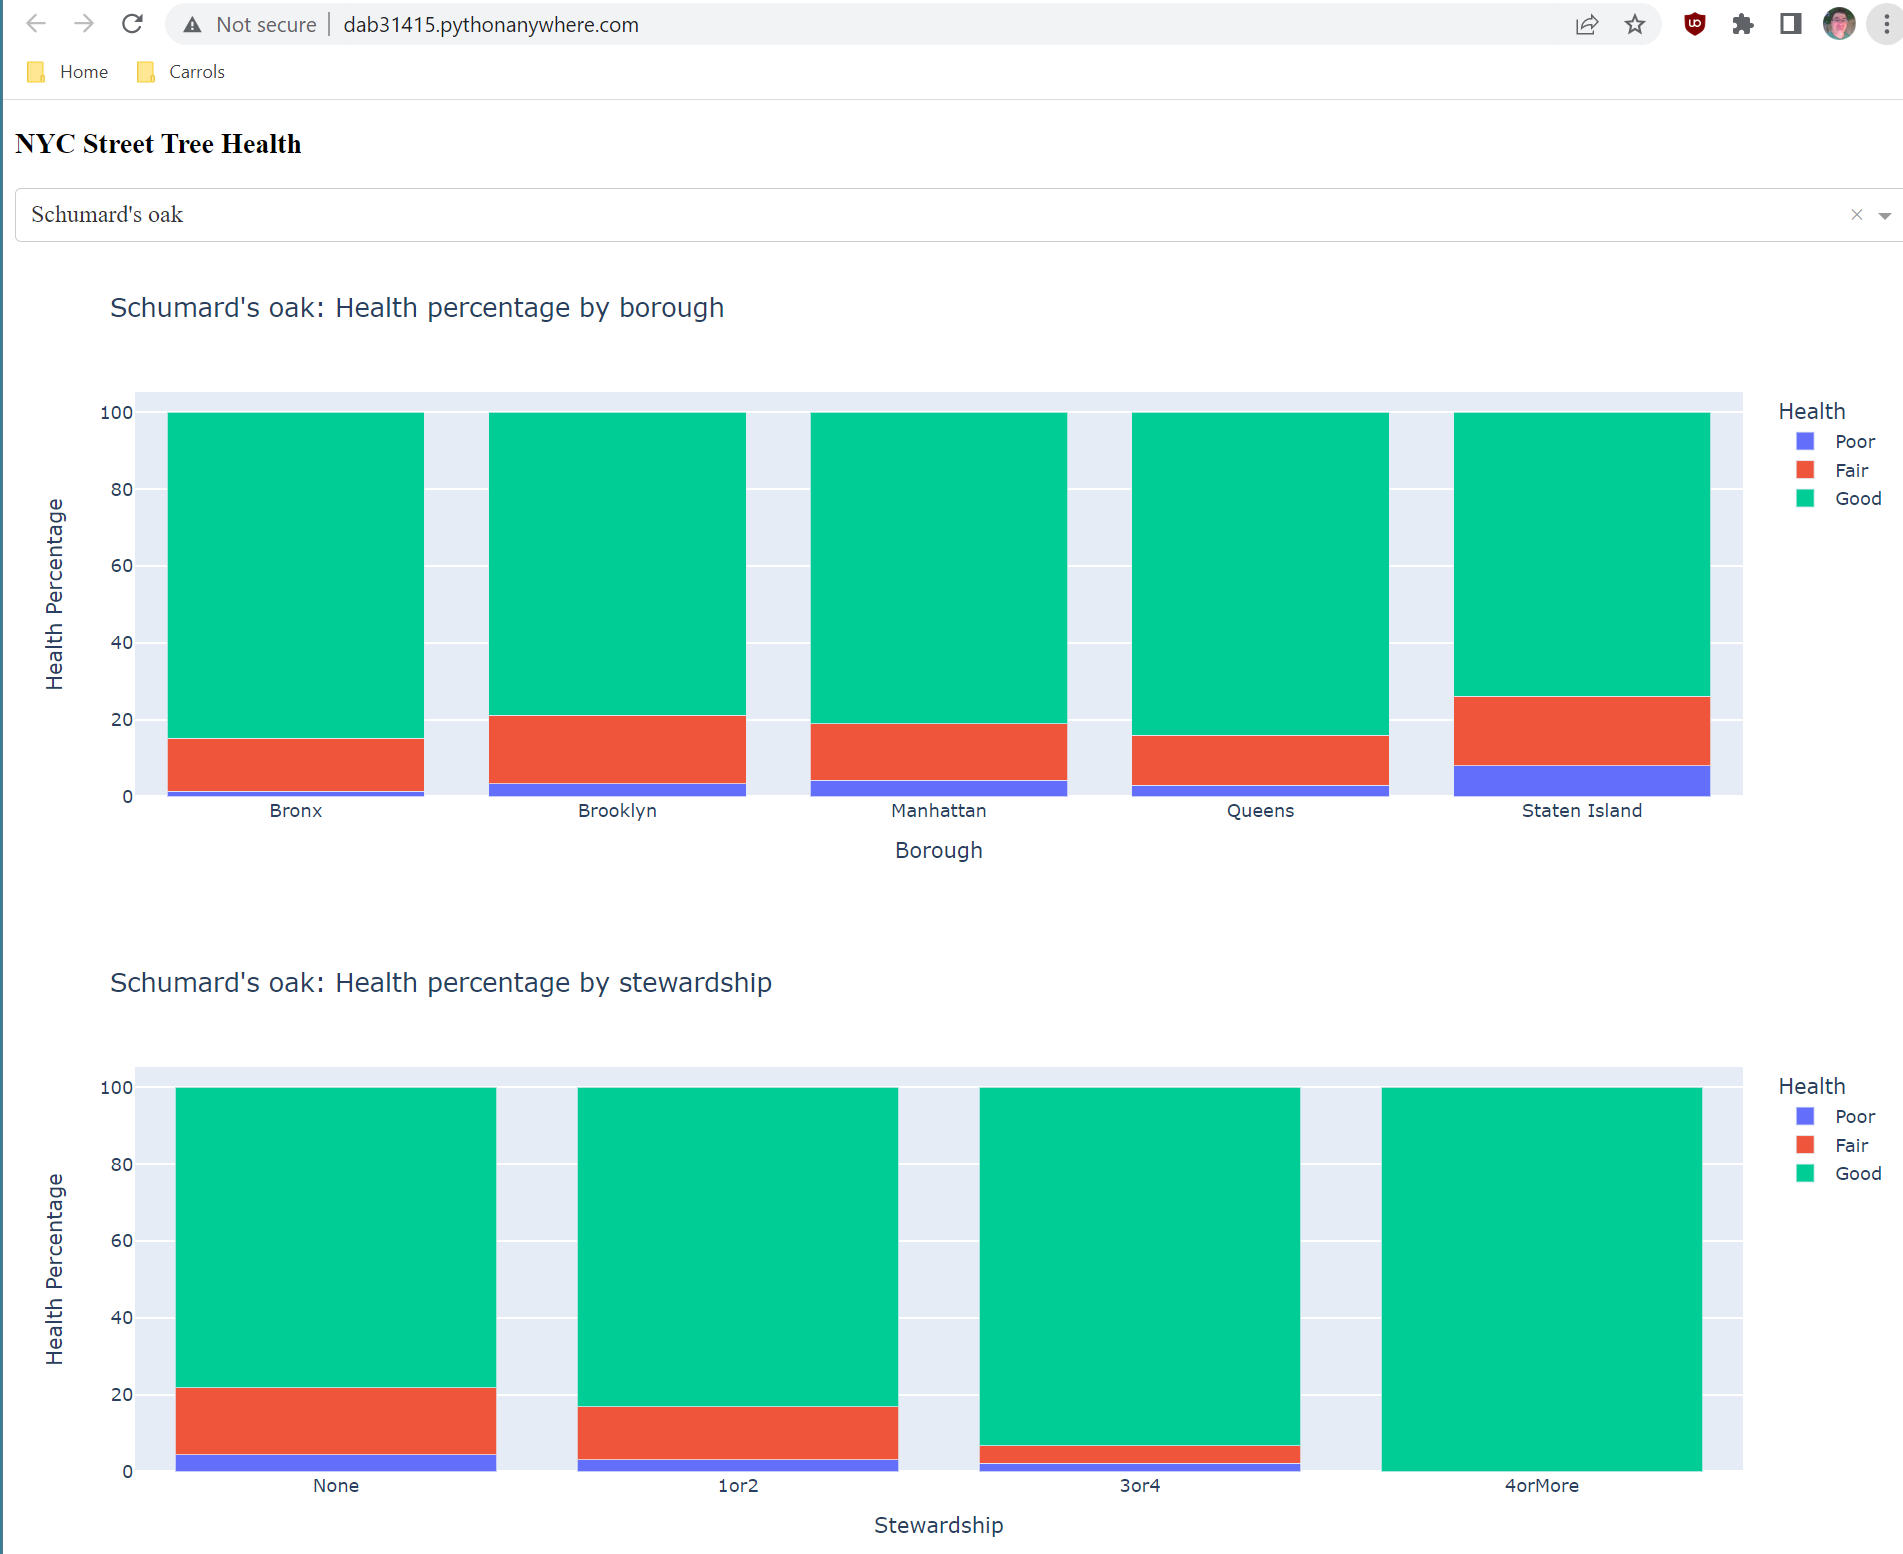 Not secure | dab31415.pythonanywhere.com
Home Carrols
NYC Street Tree Health
Schumard's oak
Schumard's oak: Health percentage by borough
Health Percentage
100
80
60
40
20
0
Bronx Brooklyn Manhattan Queens Staten Island
Borough
Health
Poor
Fair
Good
Schumard's oak: Health percentage by stewardship
Health Percentage
100
80
60
40
20
0
None 1or2 3or4 4orMore
Stewardship
Health
Poor
Fair
Good